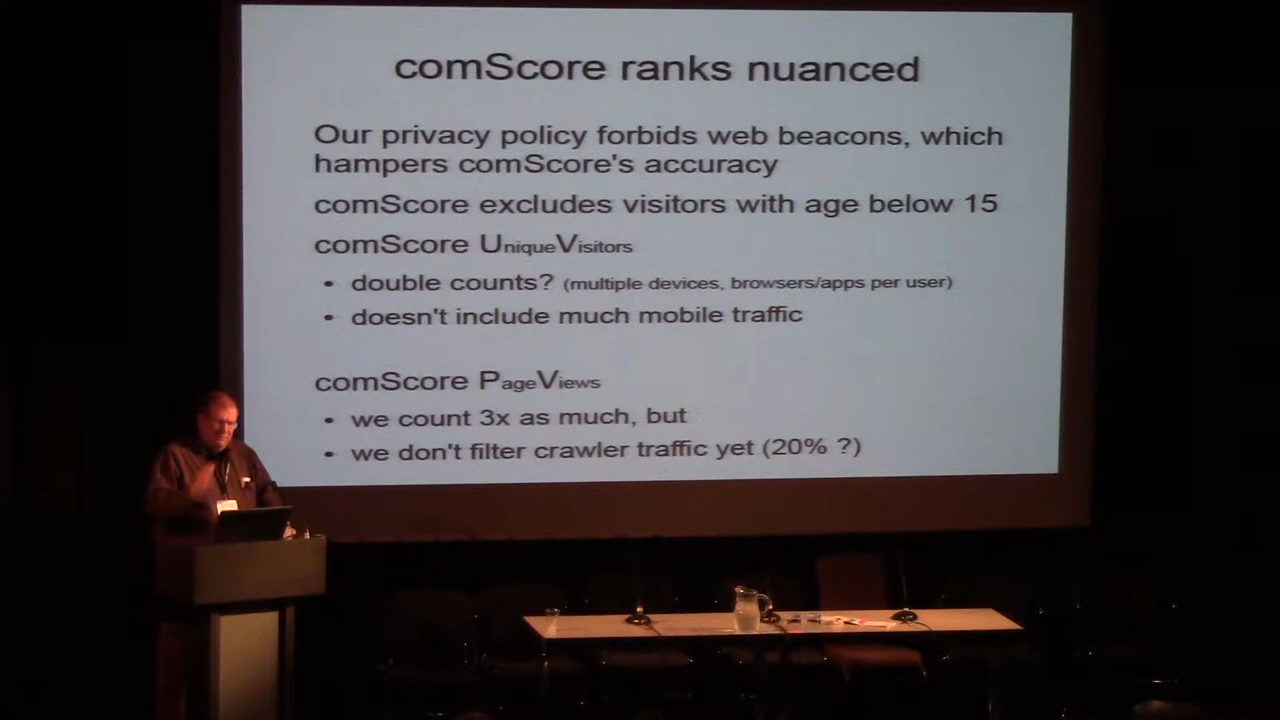 comScore ranks nuanced
Our privacy policy forbids web beacons, which
hampers comScore's accuracy
comScore excludes visitors with age below 15
comScore UniqueVisitors
• double counts? (multiple devices, browsers/apps per user)
• doesn't include much mobile traffic
comScore PageViews
• we count 3x as much, but
• we don't filter crawler traffic yet (20% ?)